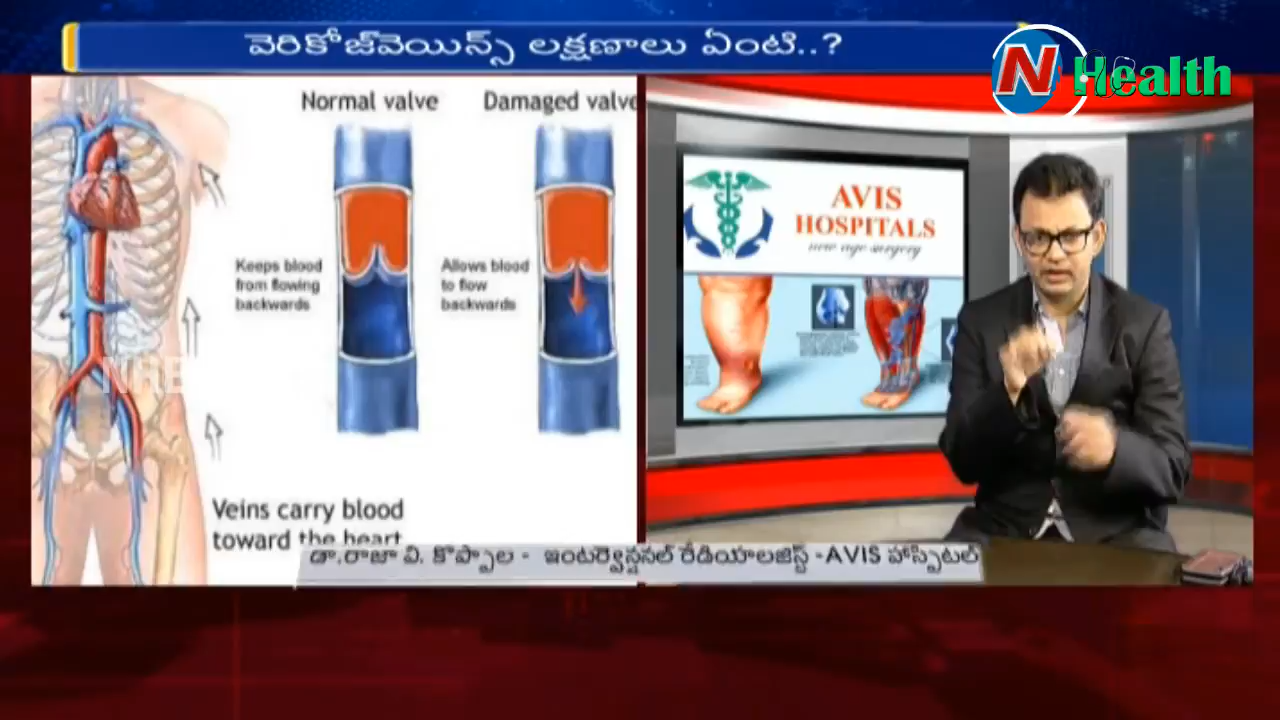 వెరికోజ్‌వెయిన్స్ లక్షణాలు ఏంటి..?
N Health
Normal valve
Damaged valve
Keeps blood
from flowing
backwards
Allows blood
to flow
backwards
Veins carry blood
toward the heart
AVIS
HOSPITALS
new age surgery
డా.రాజా వి. కొప్పాల - ఇంటర్వెన్షనల్ రేడియాలజిస్ట్ -AVIS హాస్పిటల్